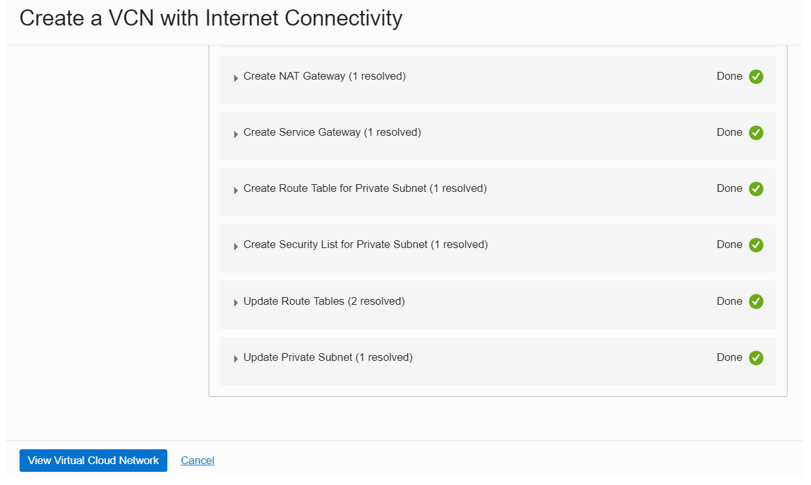 Create a VCN with Internet Connectivity
Create NAT Gateway (1 resolved) Done
Create Service Gateway (1 resolved) Done
Create Route Table for Private Subnet (1 resolved) Done
Create Security List for Private Subnet (1 resolved) Done
Update Route Tables (2 resolved) Done
Update Private Subnet (1 resolved) Done
View Virtual Cloud Network Cancel